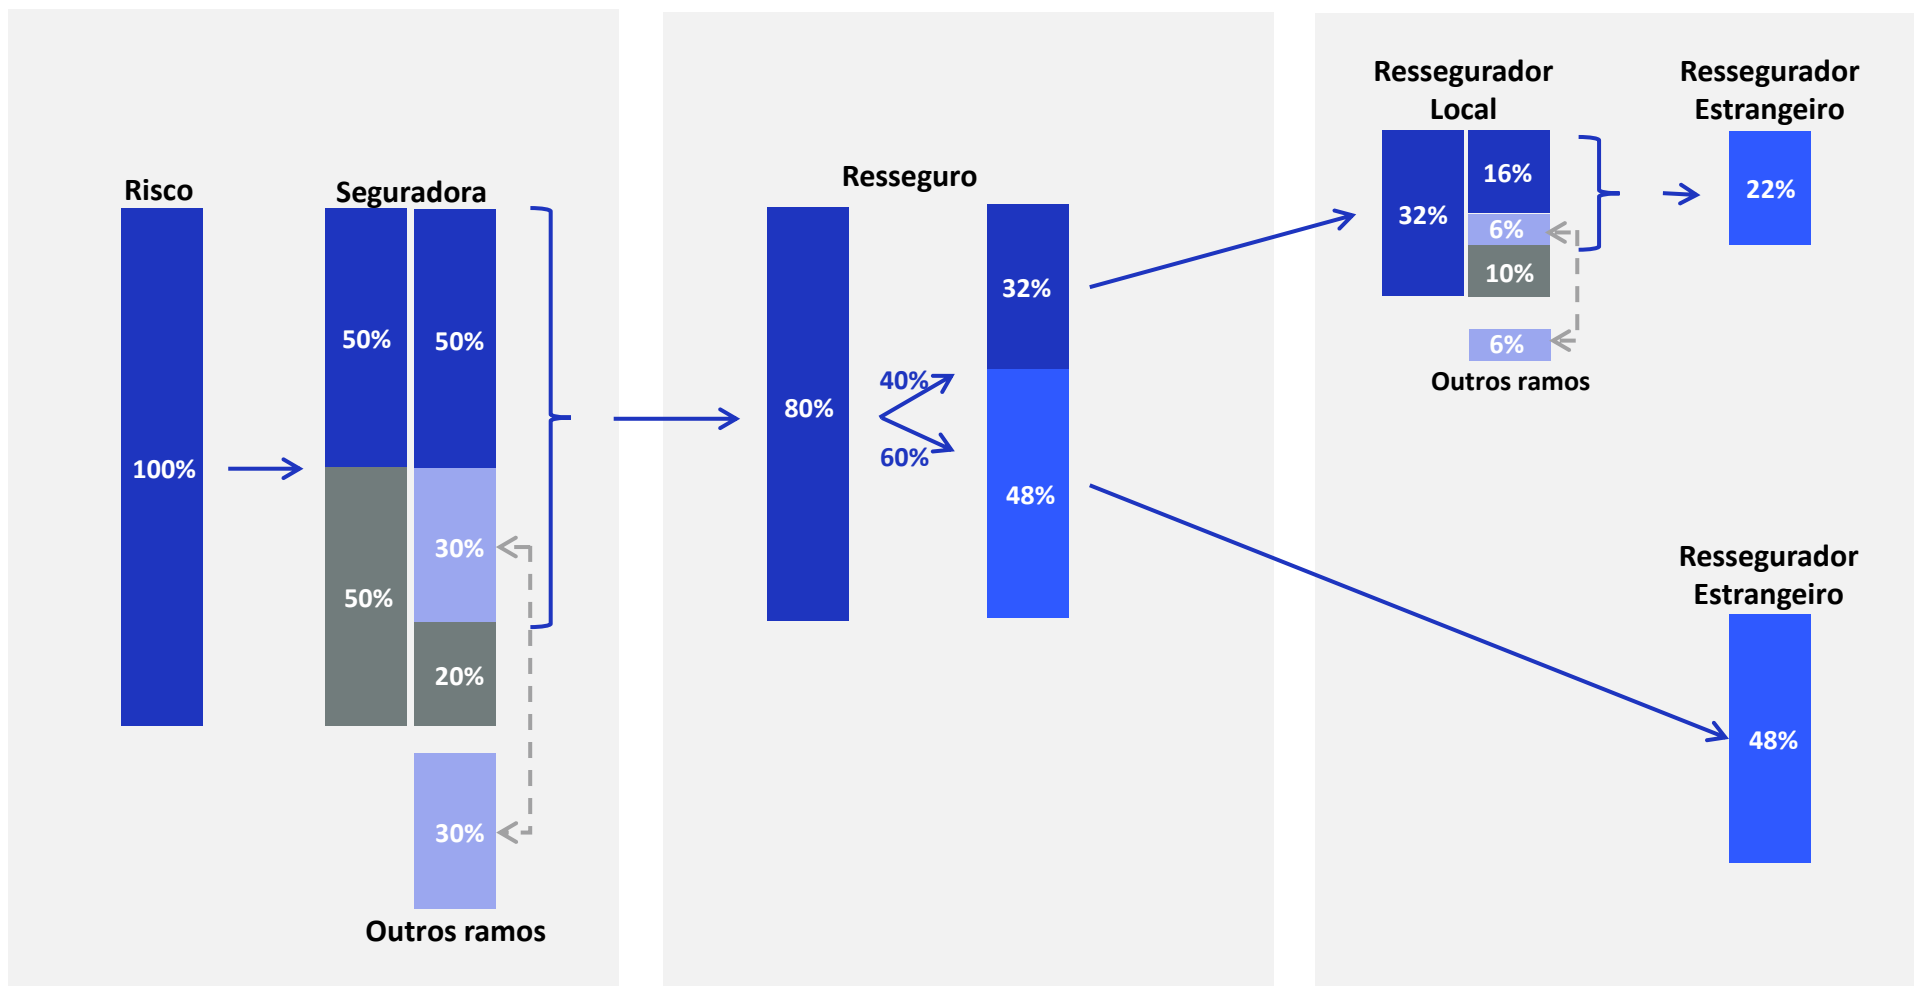 Risco
100%
Seguradora
50%
50%
50%
30%
20%
30%
Outros ramos
Resseguro
80%
40%
60%
32%
48%
Ressegurador
Local
32%
16%
6%
10%
6%
Outros ramos
Ressegurador
Estrangeiro
22%
Ressegurador
Estrangeiro
48%